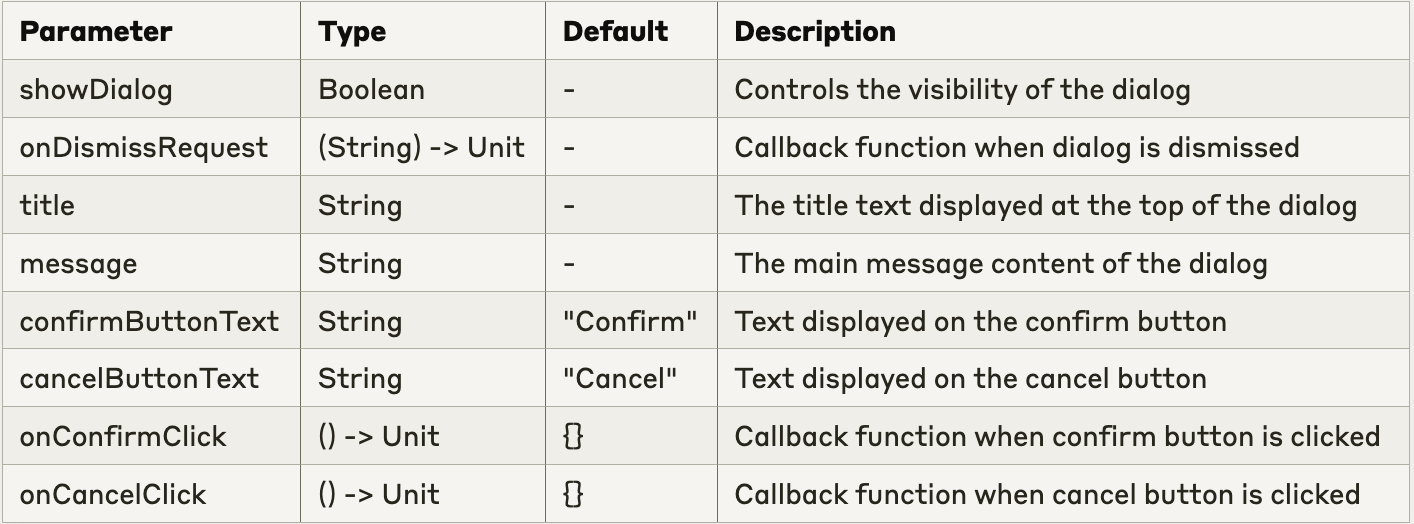 Parameter Type Default Description
showDialog Boolean - Controls the visibility of the dialog
onDismissRequest (String) -> Unit - Callback function when dialog is dismissed
title String - The title text displayed at the top of the dialog
message String - The main message content of the dialog
confirmButtonText String "Confirm" Text displayed on the confirm button
cancelButtonText String "Cancel" Text displayed on the cancel button
onConfirmClick () -> Unit {} Callback function when confirm button is clicked
onCancelClick () -> Unit {} Callback function when cancel button is clicked